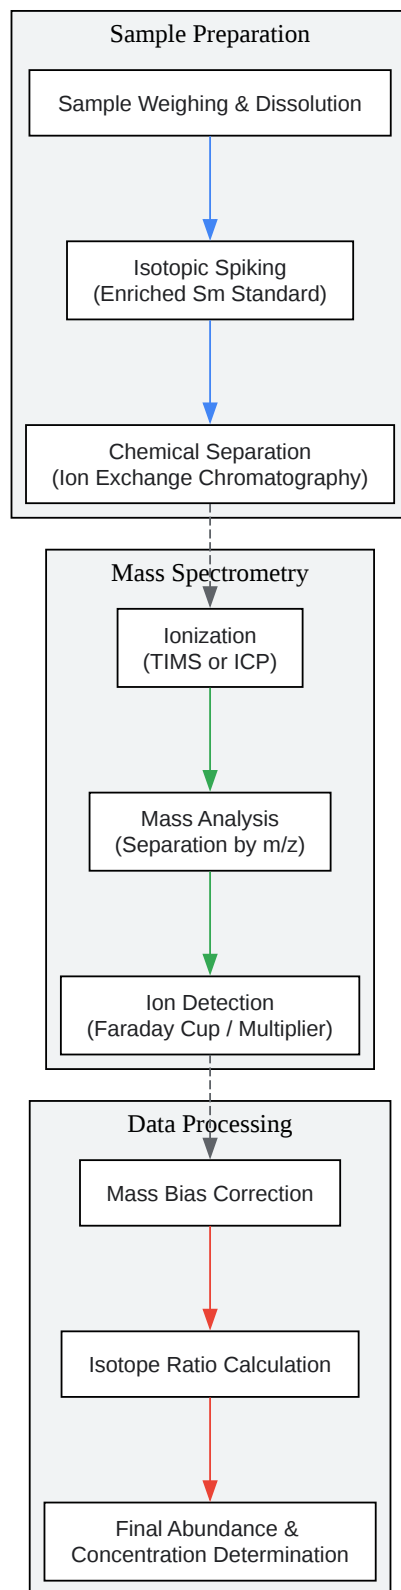 Sample Preparation
Sample Weighing & Dissolution
Isotopic Spiking
(Enriched Sm Standard)
Chemical Separation
(Ion Exchange Chromatography)
Mass Spectrometry
Ionization
(TIMS or ICP)
Mass Analysis
(Separation by m/z)
Ion Detection
(Faraday Cup / Multiplier)
Data Processing
Mass Bias Correction
Isotope Ratio Calculation
Final Abundance &
Concentration Determination